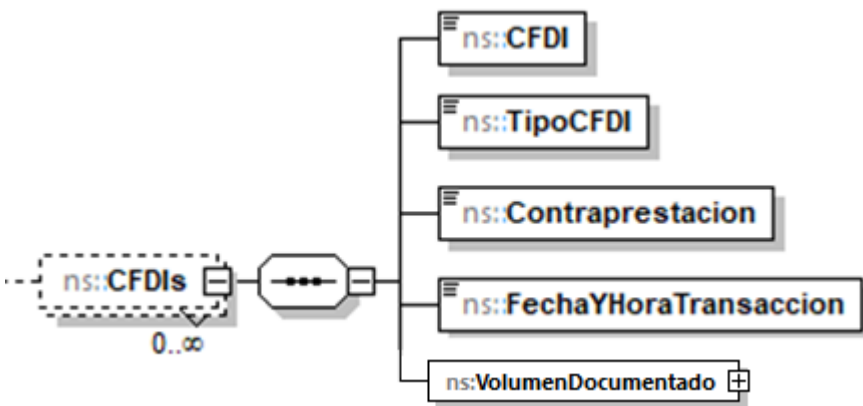 ns::CFDI
ns::TipoCFDI
ns::Contraprestacion
ns::CFDIs
0..∞
ns::FechaYHoraTransaccion
ns:VolumenDocumentado